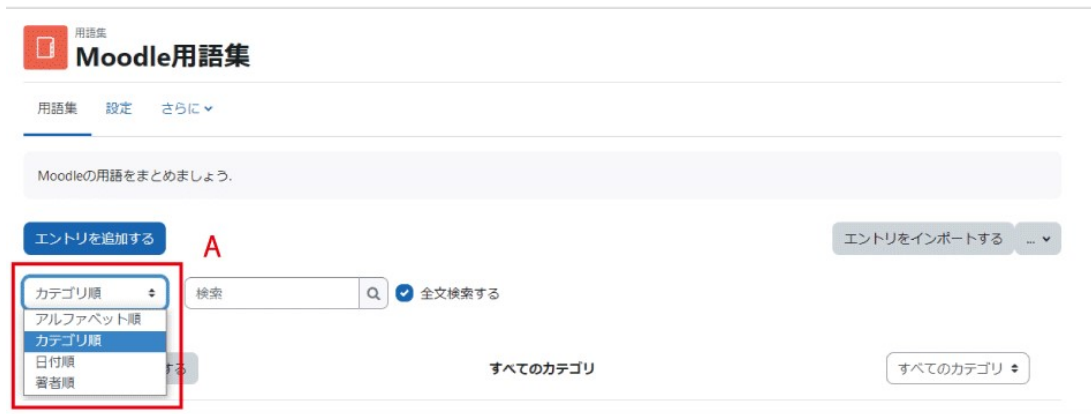 用語集
Moodle用語集
用語集 設定 さらに
Moodleの用語をまとめましょう.
エントリを追加する A エントリをインポートする ...
カテゴリ順 検索 全文検索する
アルファベット順
カテゴリ順
日付順 する すべてのカテゴリ すべてのカテゴリ
著者順